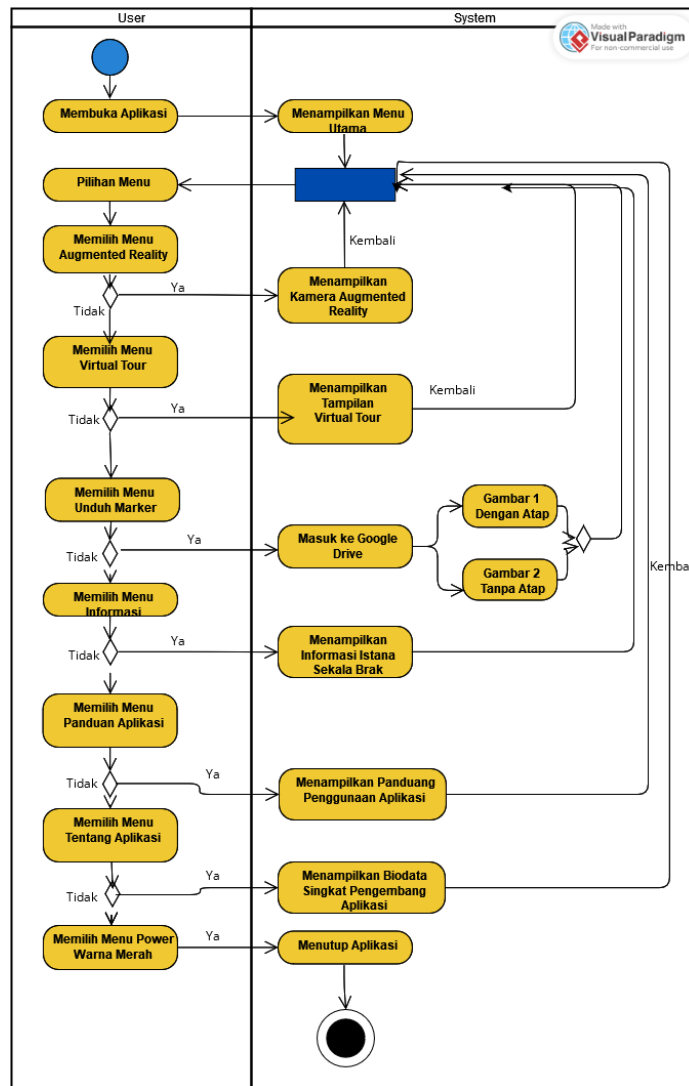 User
System
Made with
Visual Paradigm
For non-commercial use
Membuka Aplikasi
Menampilkan Menu
Utama
Pilihan Menu
Memilih Menu
Augmented Reality
Kembali
Ya
Menampilkan
Kamera Augmented
Reality
Tidak
Memilih Menu
Virtual Tour
Menampilkan
Tampilan
Virtual Tour
Kembali
Tidak
Ya
Memilih Menu
Unduh Marker
Gambar 1
Dengan Atap
Ya
Masuk ke Google
Drive
Tidak
Gambar 2
Tanpa Atap
Kemba
Memilih Menu
Informasi
Ya
Menampilkan
Informasi Istana
Sekala Brak
Tidak
Memilih Menu
Panduan Aplikasi
Ya
Tidak
Menampilkan Panduang
Penggunaan Aplikasi
Memilih Menu
Tentang Aplikasi
Ya
Menampilkan Biodata
Singkat Pengembang
Aplikasi
Tidak
Memilih Menu Power
Warna Merah
Ya
Menutup Aplikasi